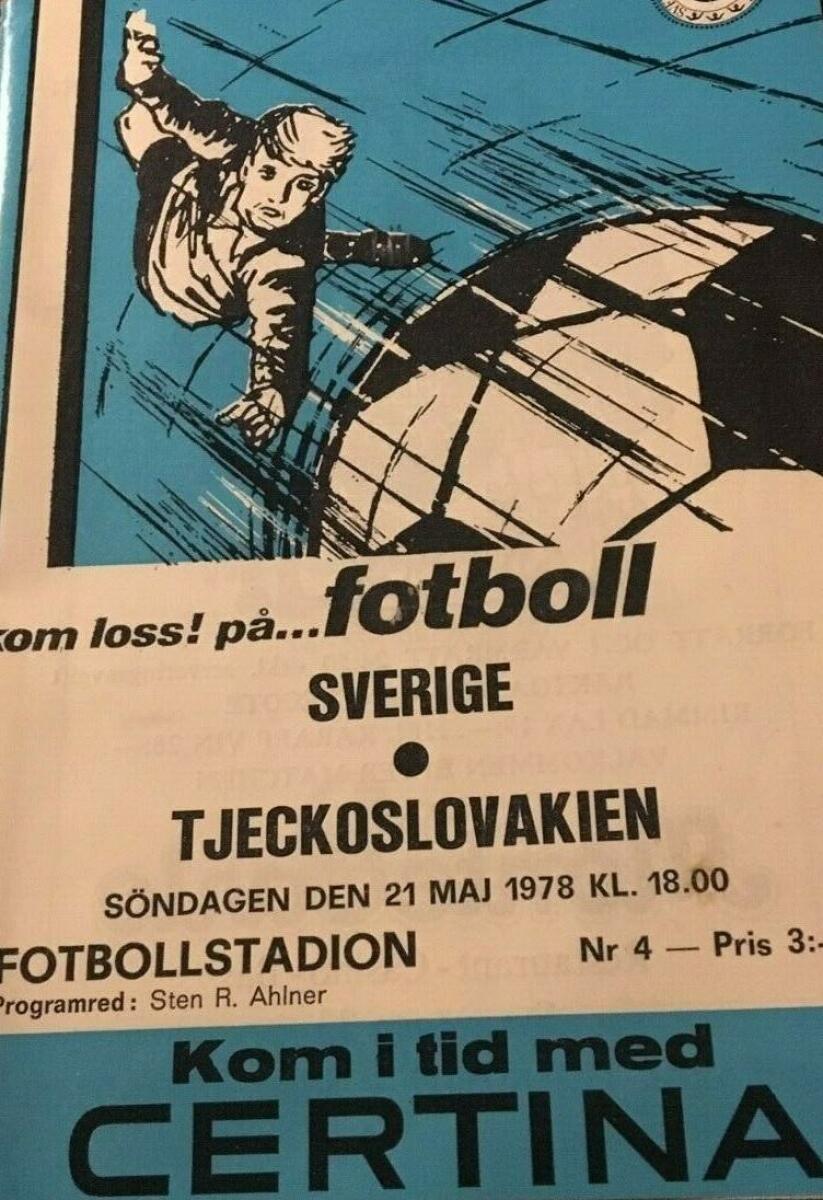 kom loss! på...fotboll
SVERIGE
●
TJECKOSLOVAKIEN
SÖNDAGEN DEN 21 MAJ 1978 KL. 18.00
FOTBOLLSTADION Nr 4 — Pris 3:-
Programred: Sten R. Ahlner
Kom i tid med
CERTINA